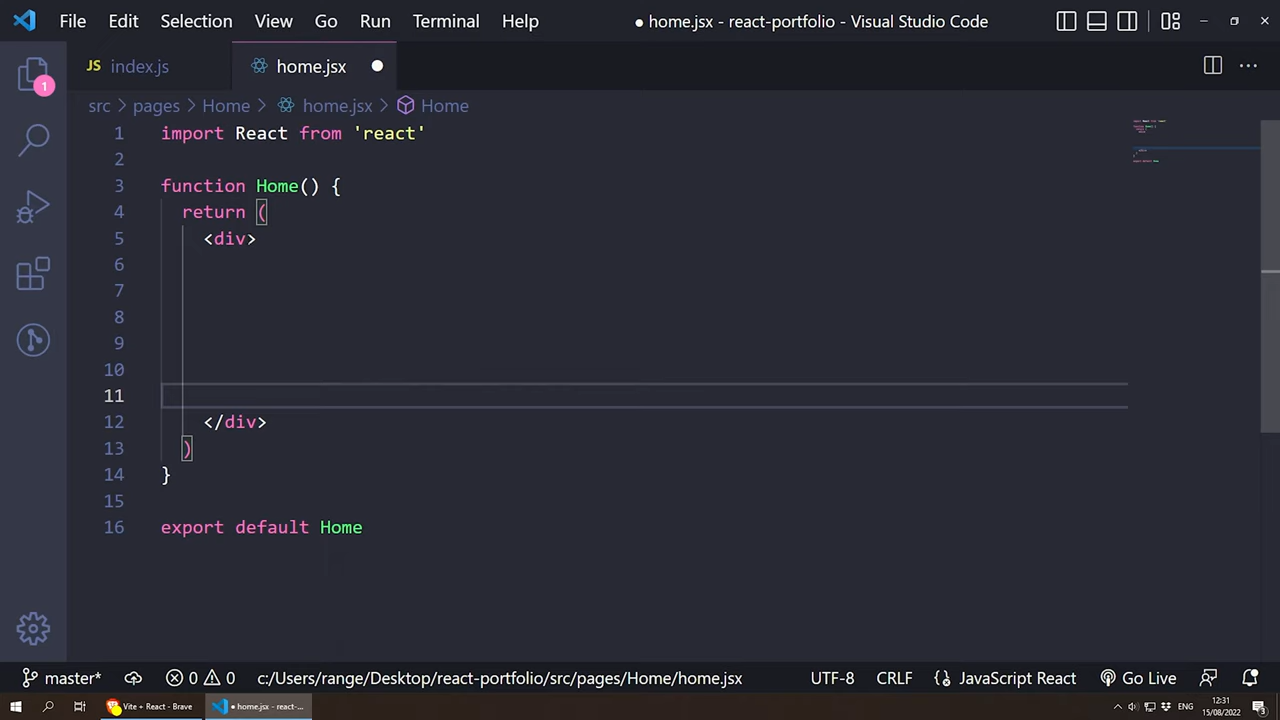 File Edit Selection View Go Run Terminal Help ● home.jsx - react-portfolio - Visual Studio Code
JS index.js home.jsx
1
src > pages > Home > home.jsx > Home
1 import React from 'react'
2
3 function Home() {
4 return (
5 <div>
6
7
8
9
10
11
12 </div>
13 )
14 }
15
16 export default Home
master* 0 0 c:/Users/range/Desktop/react-portfolio/src/pages/Home/home.jsx UTF-8 CRLF {} JavaScript React Go Live
Vite + React - Brave ● home.jsx - react-... ENG 12:31
15/08/2022 3